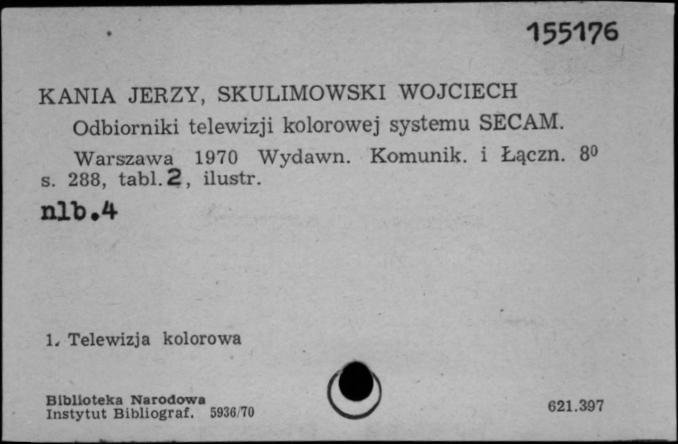 155176
KANIA JERZY, SKULIMOWSKI WOJCIECH
Odbiorniki telewizji kolorowej systemu SECAM.
Warszawa 1970 Wydawn. Komunik. i Łączn. 8⁰
s. 288, tabl. 2, ilustr.
nlb.4
1. Telewizja kolorowa
Biblioteka Narodowa
Instytut Bibliograf. 5936/70
621.397